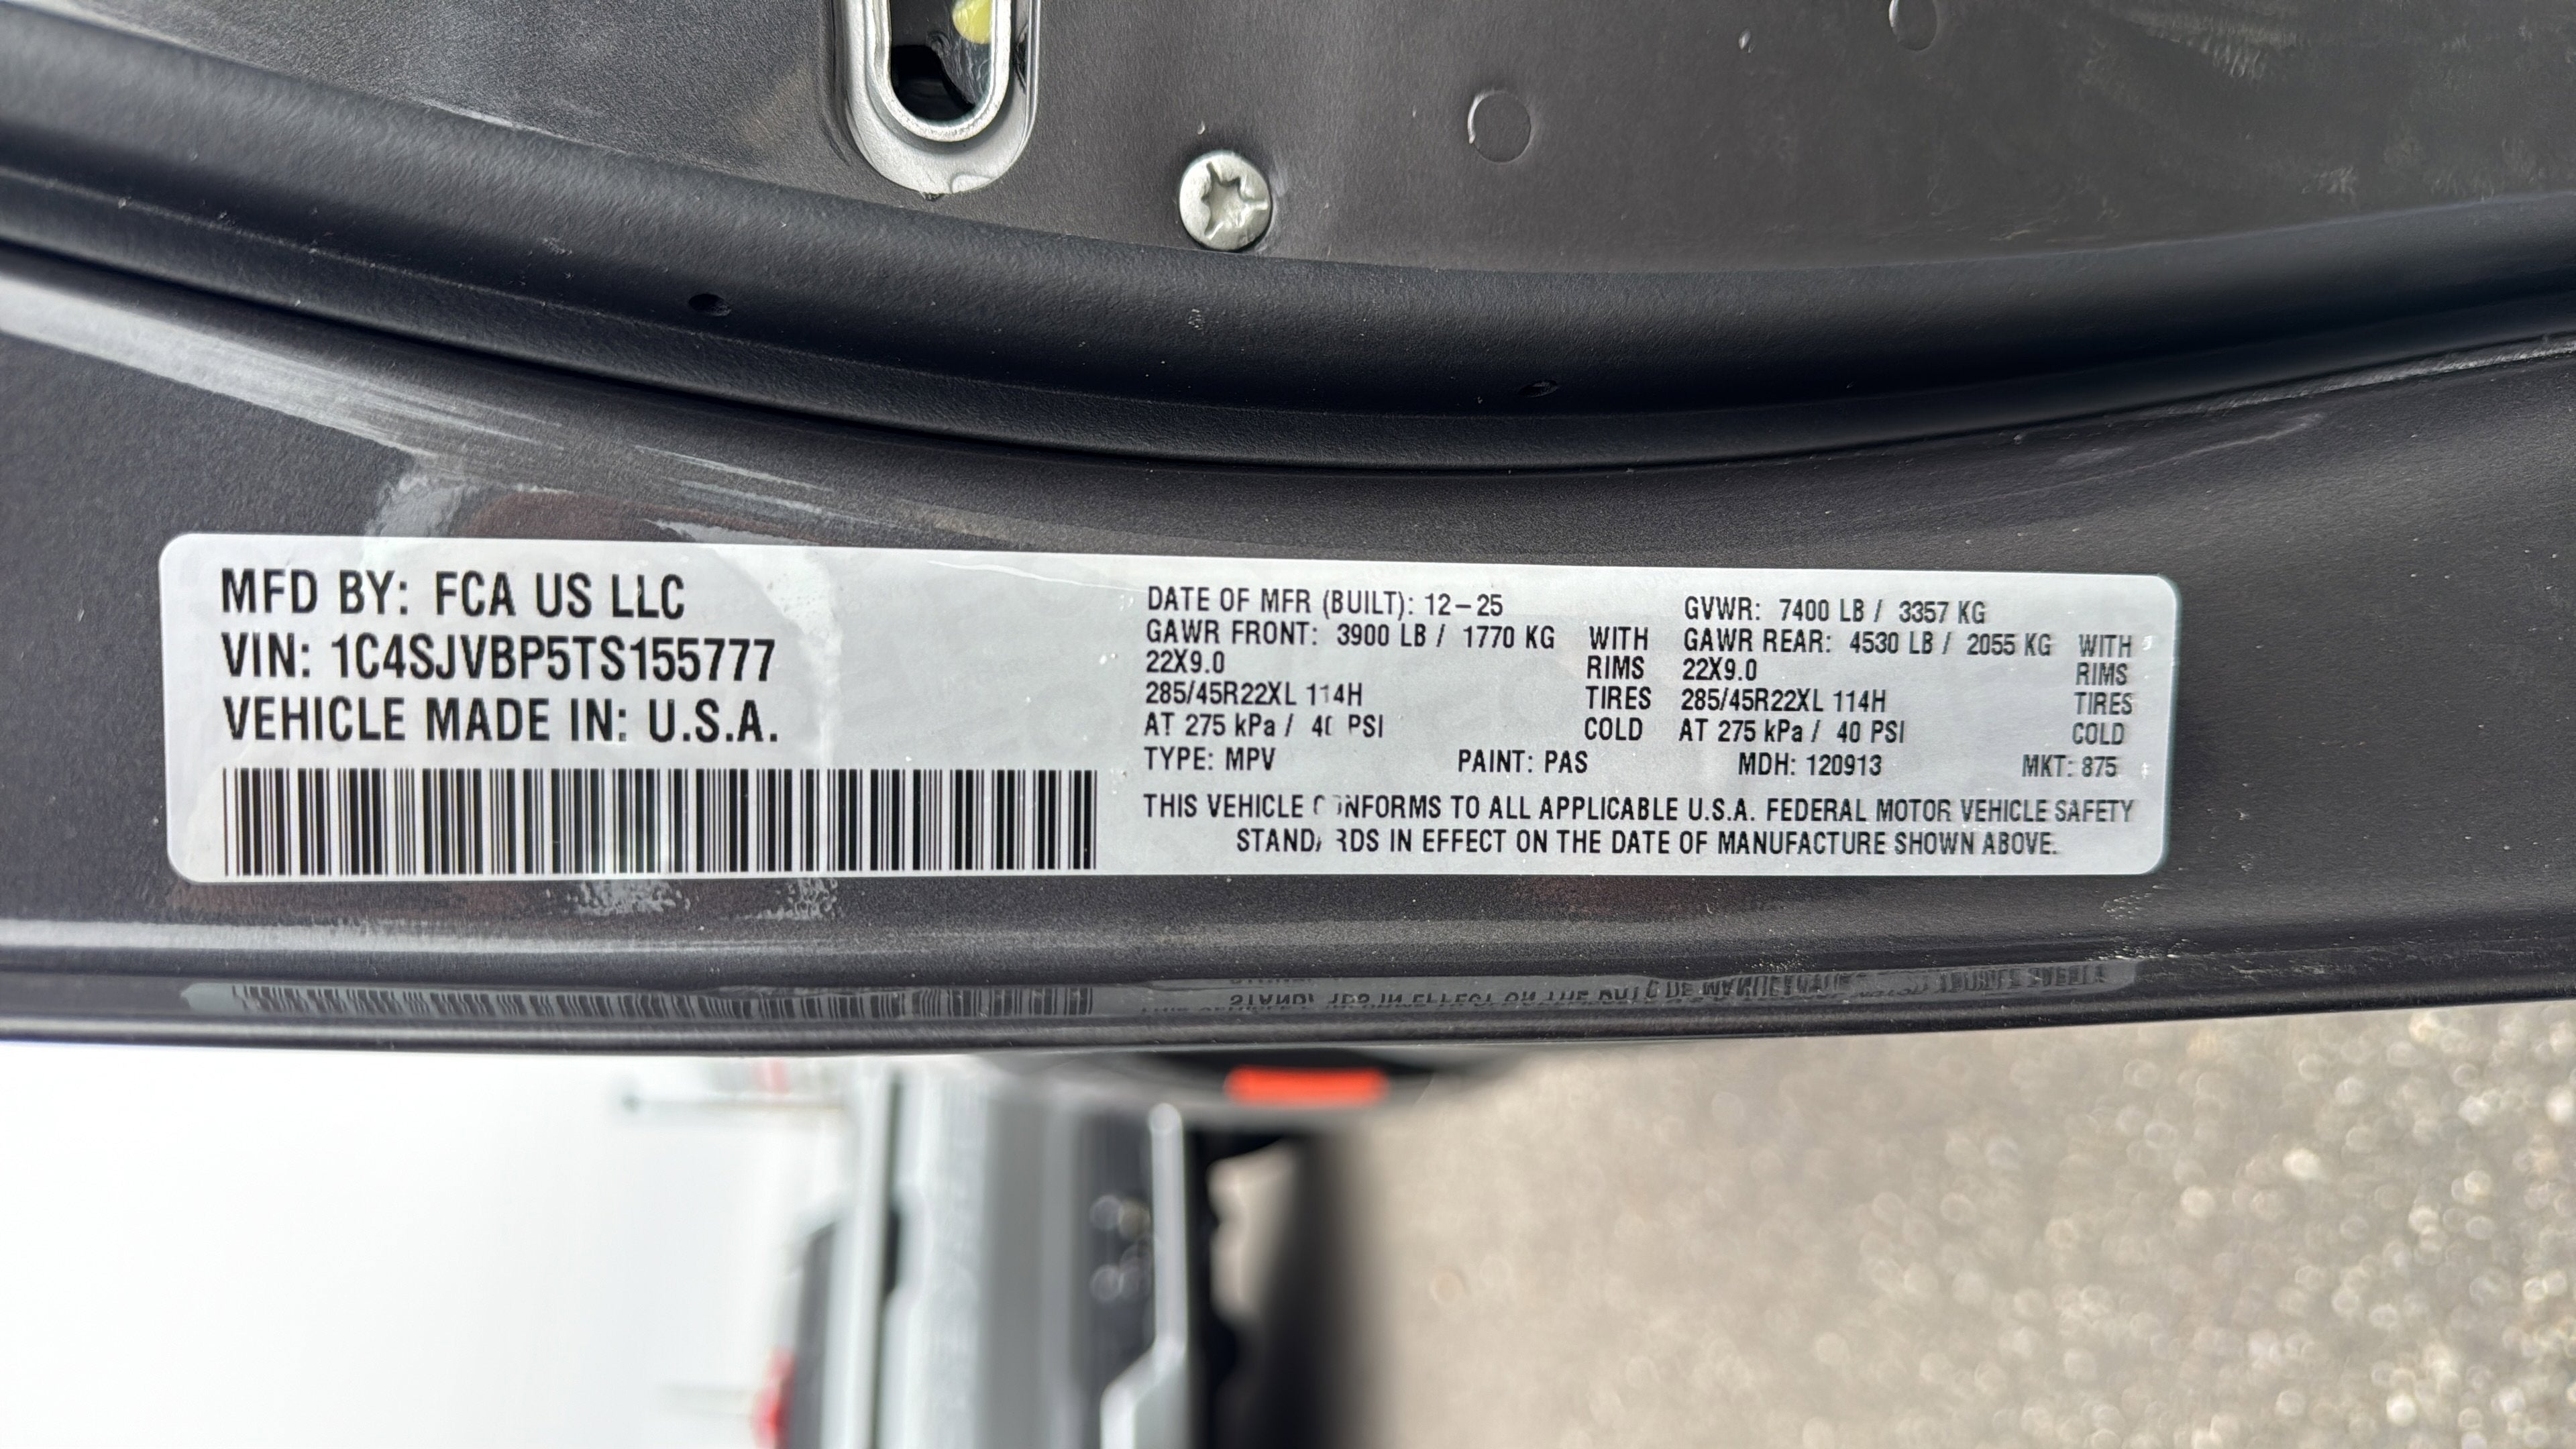 MFD BY: FCA US LLC
VIN: 1C4SJVBP5TS155777
VEHICLE MADE IN: U.S.A.
DATE OF MFR (BUILT): 12-25 GVWR: 7400 LB / 3357 KG
GAWR FRONT: 3900 LB / 1770 KG WITH GAWR REAR: 4530 LB / 2055 KG WITH
22X9.0 RIMS 22X9.0 RIMS
285/45R22XL 114H TIRES 285/45R22XL 114H TIRES
AT 275 kPa / 40 PSI COLD AT 275 kPa / 40 PSI COLD
TYPE: MPV PAINT: PAS MDH: 120913 MKT: 875
THIS VEHICLE CONFORMS TO ALL APPLICABLE U.S.A. FEDERAL MOTOR VEHICLE SAFETY
STANDARDS IN EFFECT ON THE DATE OF MANUFACTURE SHOWN ABOVE.